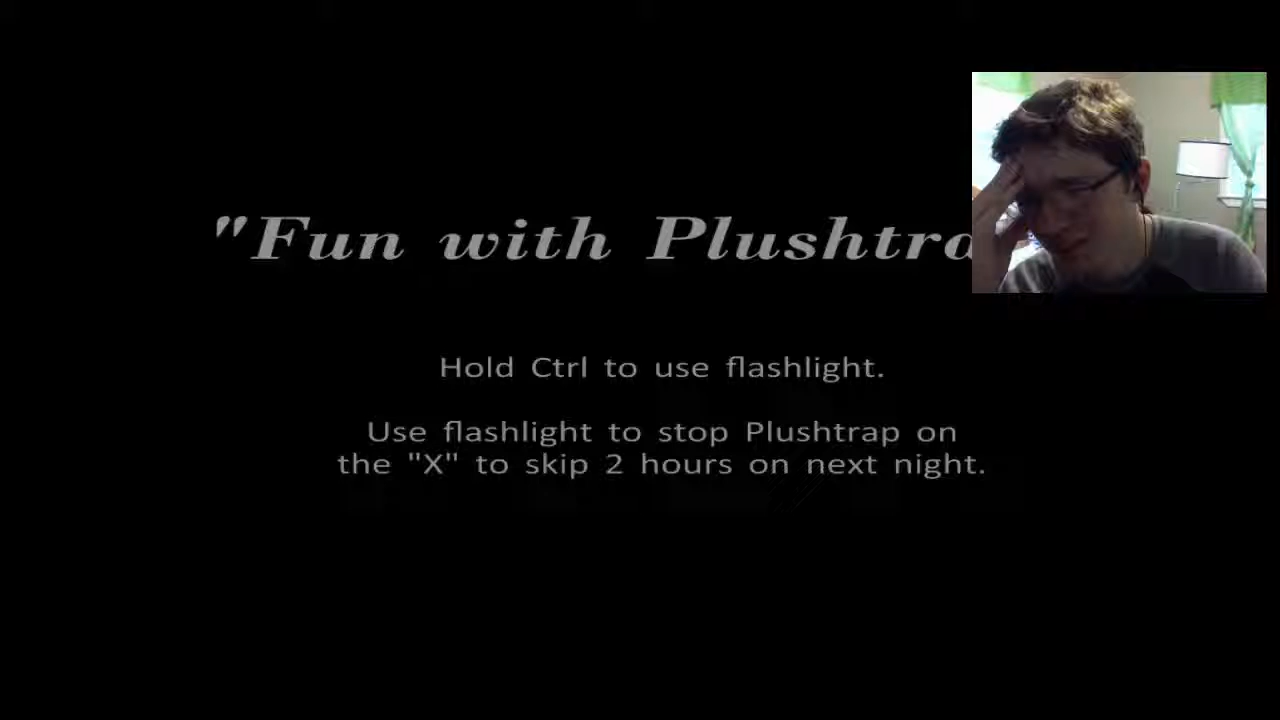 "Fun with Plushtra
Hold Ctrl to use flashlight.
Use flashlight to stop Plushtrap on
the "X" to skip 2 hours on next night.